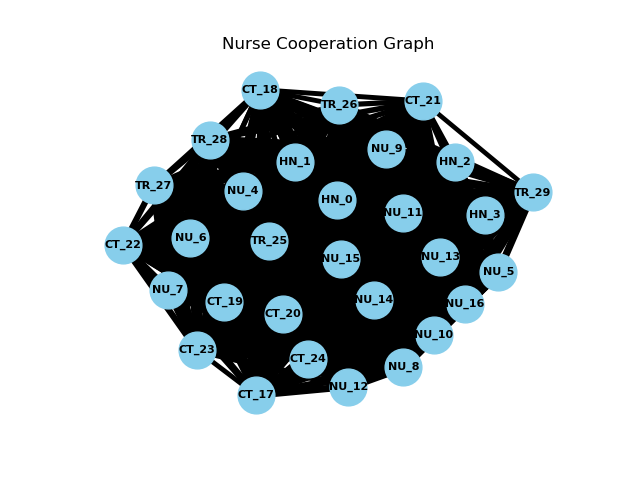 Nurse Cooperation Graph
CT_18
CT_21
TR_26
TR_28
NU_9
HN_1
HN_2
TR_27
NU_4
TR_29
HN_0
NU_11
HN_3
NU_6
TR_25
CT_22
NU_13
NU_15
NU_5
NU_7
NU_14
CT_19
NU_16
CT_20
NU_10
CT_23
CT_24
NU_8
NU_12
CT_17